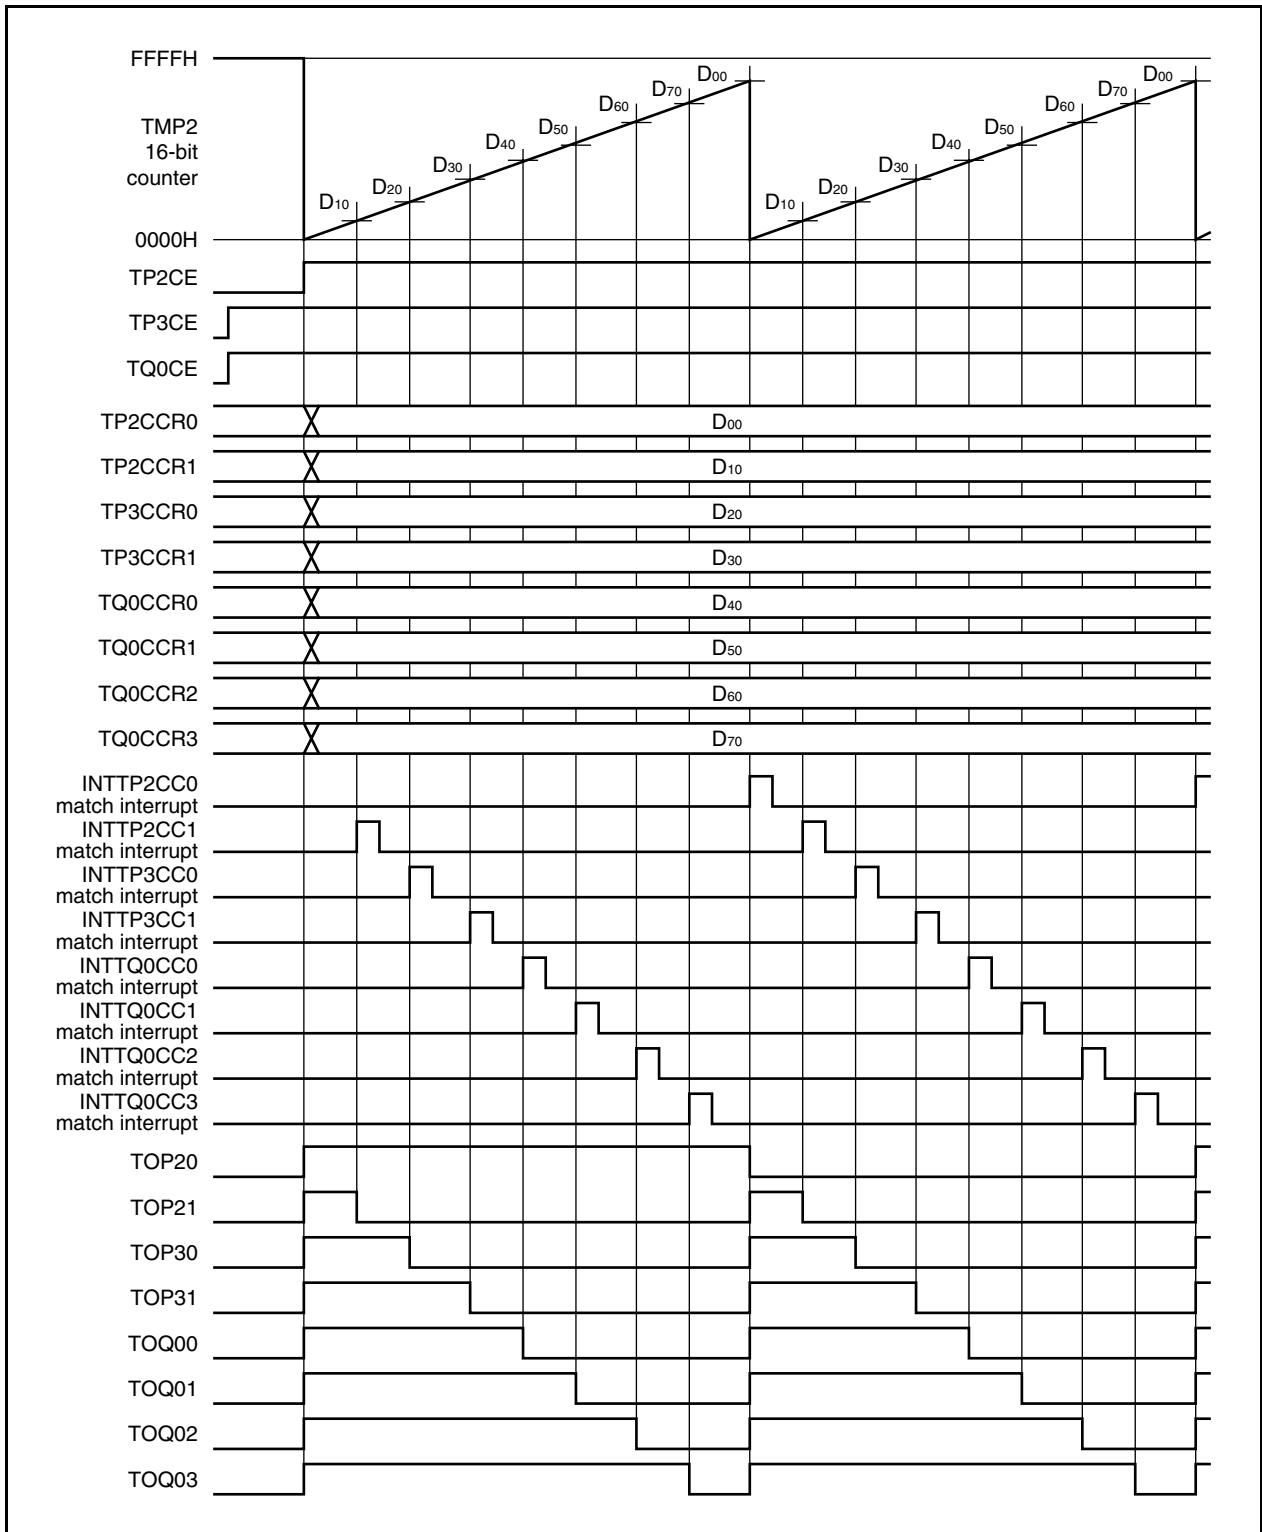 FFFFH
TMP2
16-bit
counter
0000H
D10
D20
D30
D40
D50
D60
D70
D00
D10
D20
D30
D40
D50
D60
D70
D00
TP2CE
TP3CE
TQ0CE
TP2CCR0 D00
TP2CCR1 D10
TP3CCR0 D20
TP3CCR1 D30
TQ0CCR0 D40
TQ0CCR1 D50
TQ0CCR2 D60
TQ0CCR3 D70
INTTP2CC0
match interrupt
INTTP2CC1
match interrupt
INTTP3CC0
match interrupt
INTTP3CC1
match interrupt
INTTQ0CC0
match interrupt
INTTQ0CC1
match interrupt
INTTQ0CC2
match interrupt
INTTQ0CC3
match interrupt
TOP20
TOP21
TOP30
TOP31
TOQ00
TOQ01
TOQ02
TOQ03